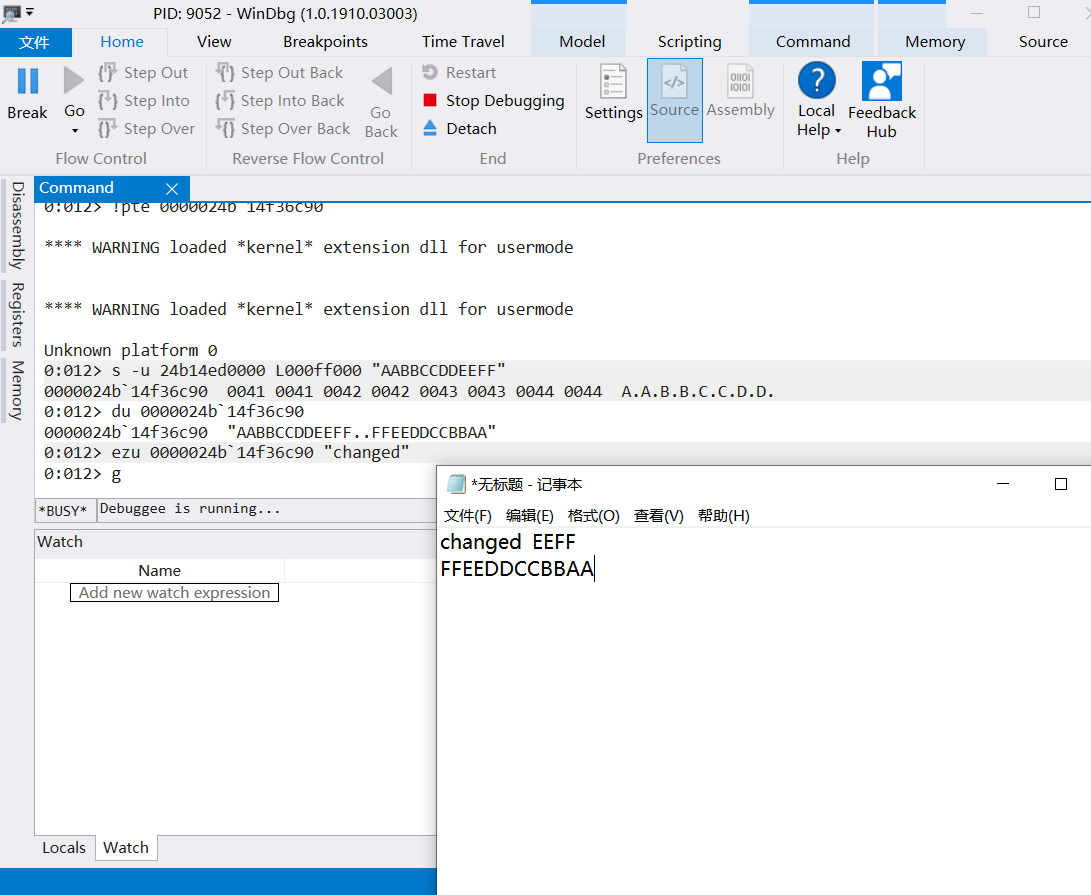 PID: 9052 - WinDbg (1.0.1910.03003)
文件 Home View Breakpoints Time Travel Model Scripting Command Memory Source
Break
Go
Step Out
Step Into
Step Over
Flow Control
Step Out Back
Step Into Back
Step Over Back
Go Back
Reverse Flow Control
Restart
Stop Debugging
Detach
End
Settings
Source
Assembly
Preferences
Local Help
Feedback Hub
Help
Disassembly
Registers
Memory
Command
0:012> !pte 0000024b`14f36c90
**** WARNING loaded *kernel* extension dll for usermode
**** WARNING loaded *kernel* extension dll for usermode
Unknown platform 0
0:012> s -u 24b14ed0000 L000ff000 "AABBCCDDEEFF"
0000024b`14f36c90  0041 0041 0042 0042 0043 0043 0044 0044  A.A.B.B.C.C.D.D.
0:012> du 0000024b`14f36c90
0000024b`14f36c90  "AABBCCDDEEFF..FFEEDDCCBBAA"
0:012> ezu 0000024b`14f36c90 "changed"
0:012> g
*BUSY* Debuggee is running...
Watch
Name
Add new watch expression
Locals Watch
*无标题 - 记事本
文件(F) 编辑(E) 格式(O) 查看(V) 帮助(H)
changed EEFF
FFEEDDCCBBAA